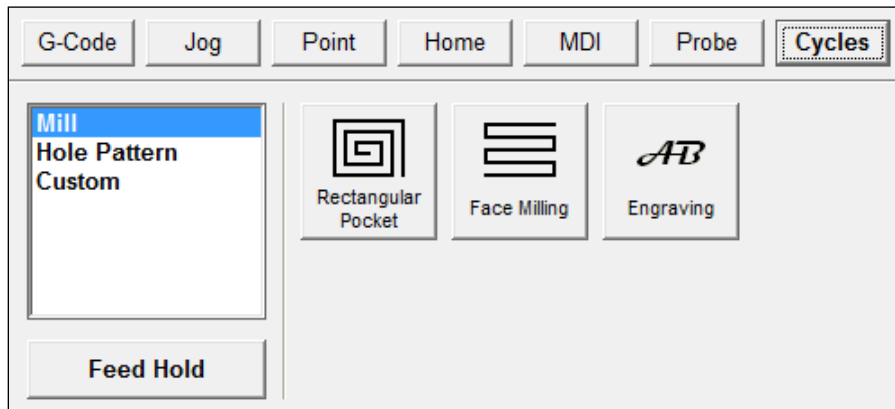 G-Code Jog Point Home MDI Probe Cycles
Mill
Hole Pattern
Custom
Rectangular
Pocket
Face Milling
AB
Engraving
Feed Hold